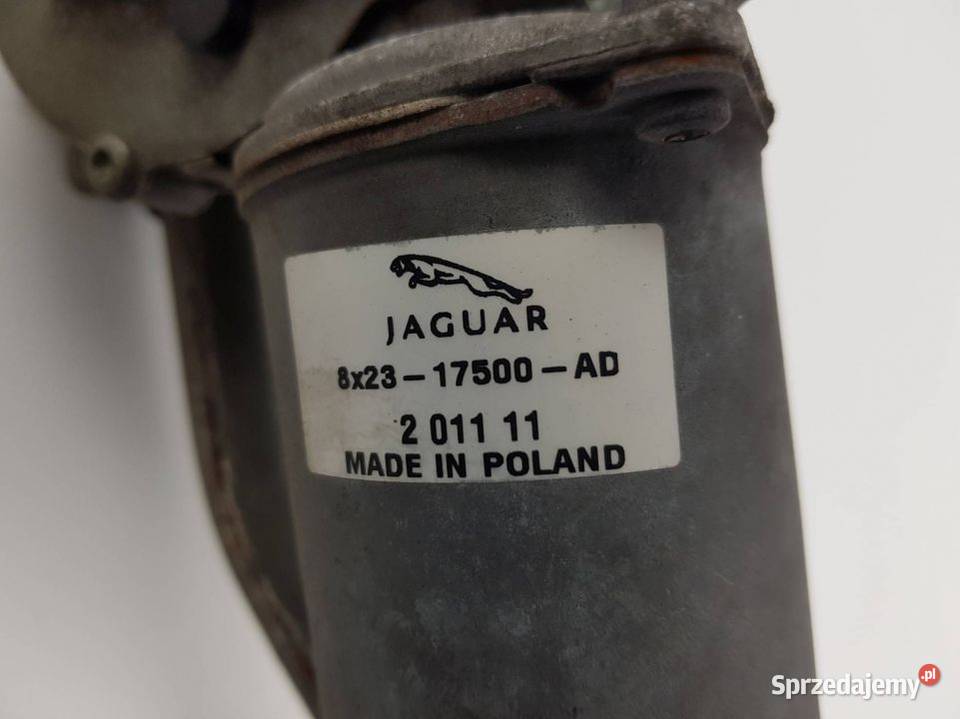 JAGUAR
8x23-17500-AD
2 011 11
MADE IN POLAND
Sprzedajemy.pl